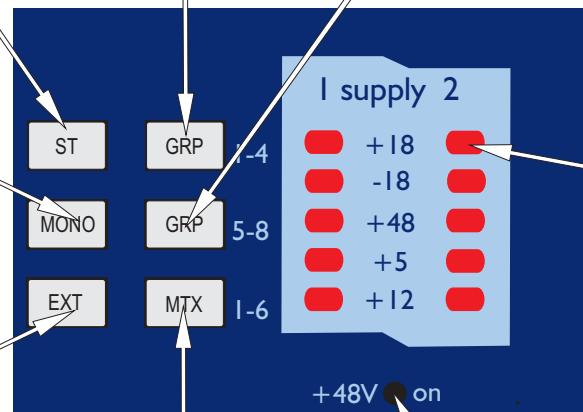 1 supply 2
ST GRP 1-4 +18
-18
MONO GRP 5-8 +48
+5
EXT MTX 1-6 +12
+48V on